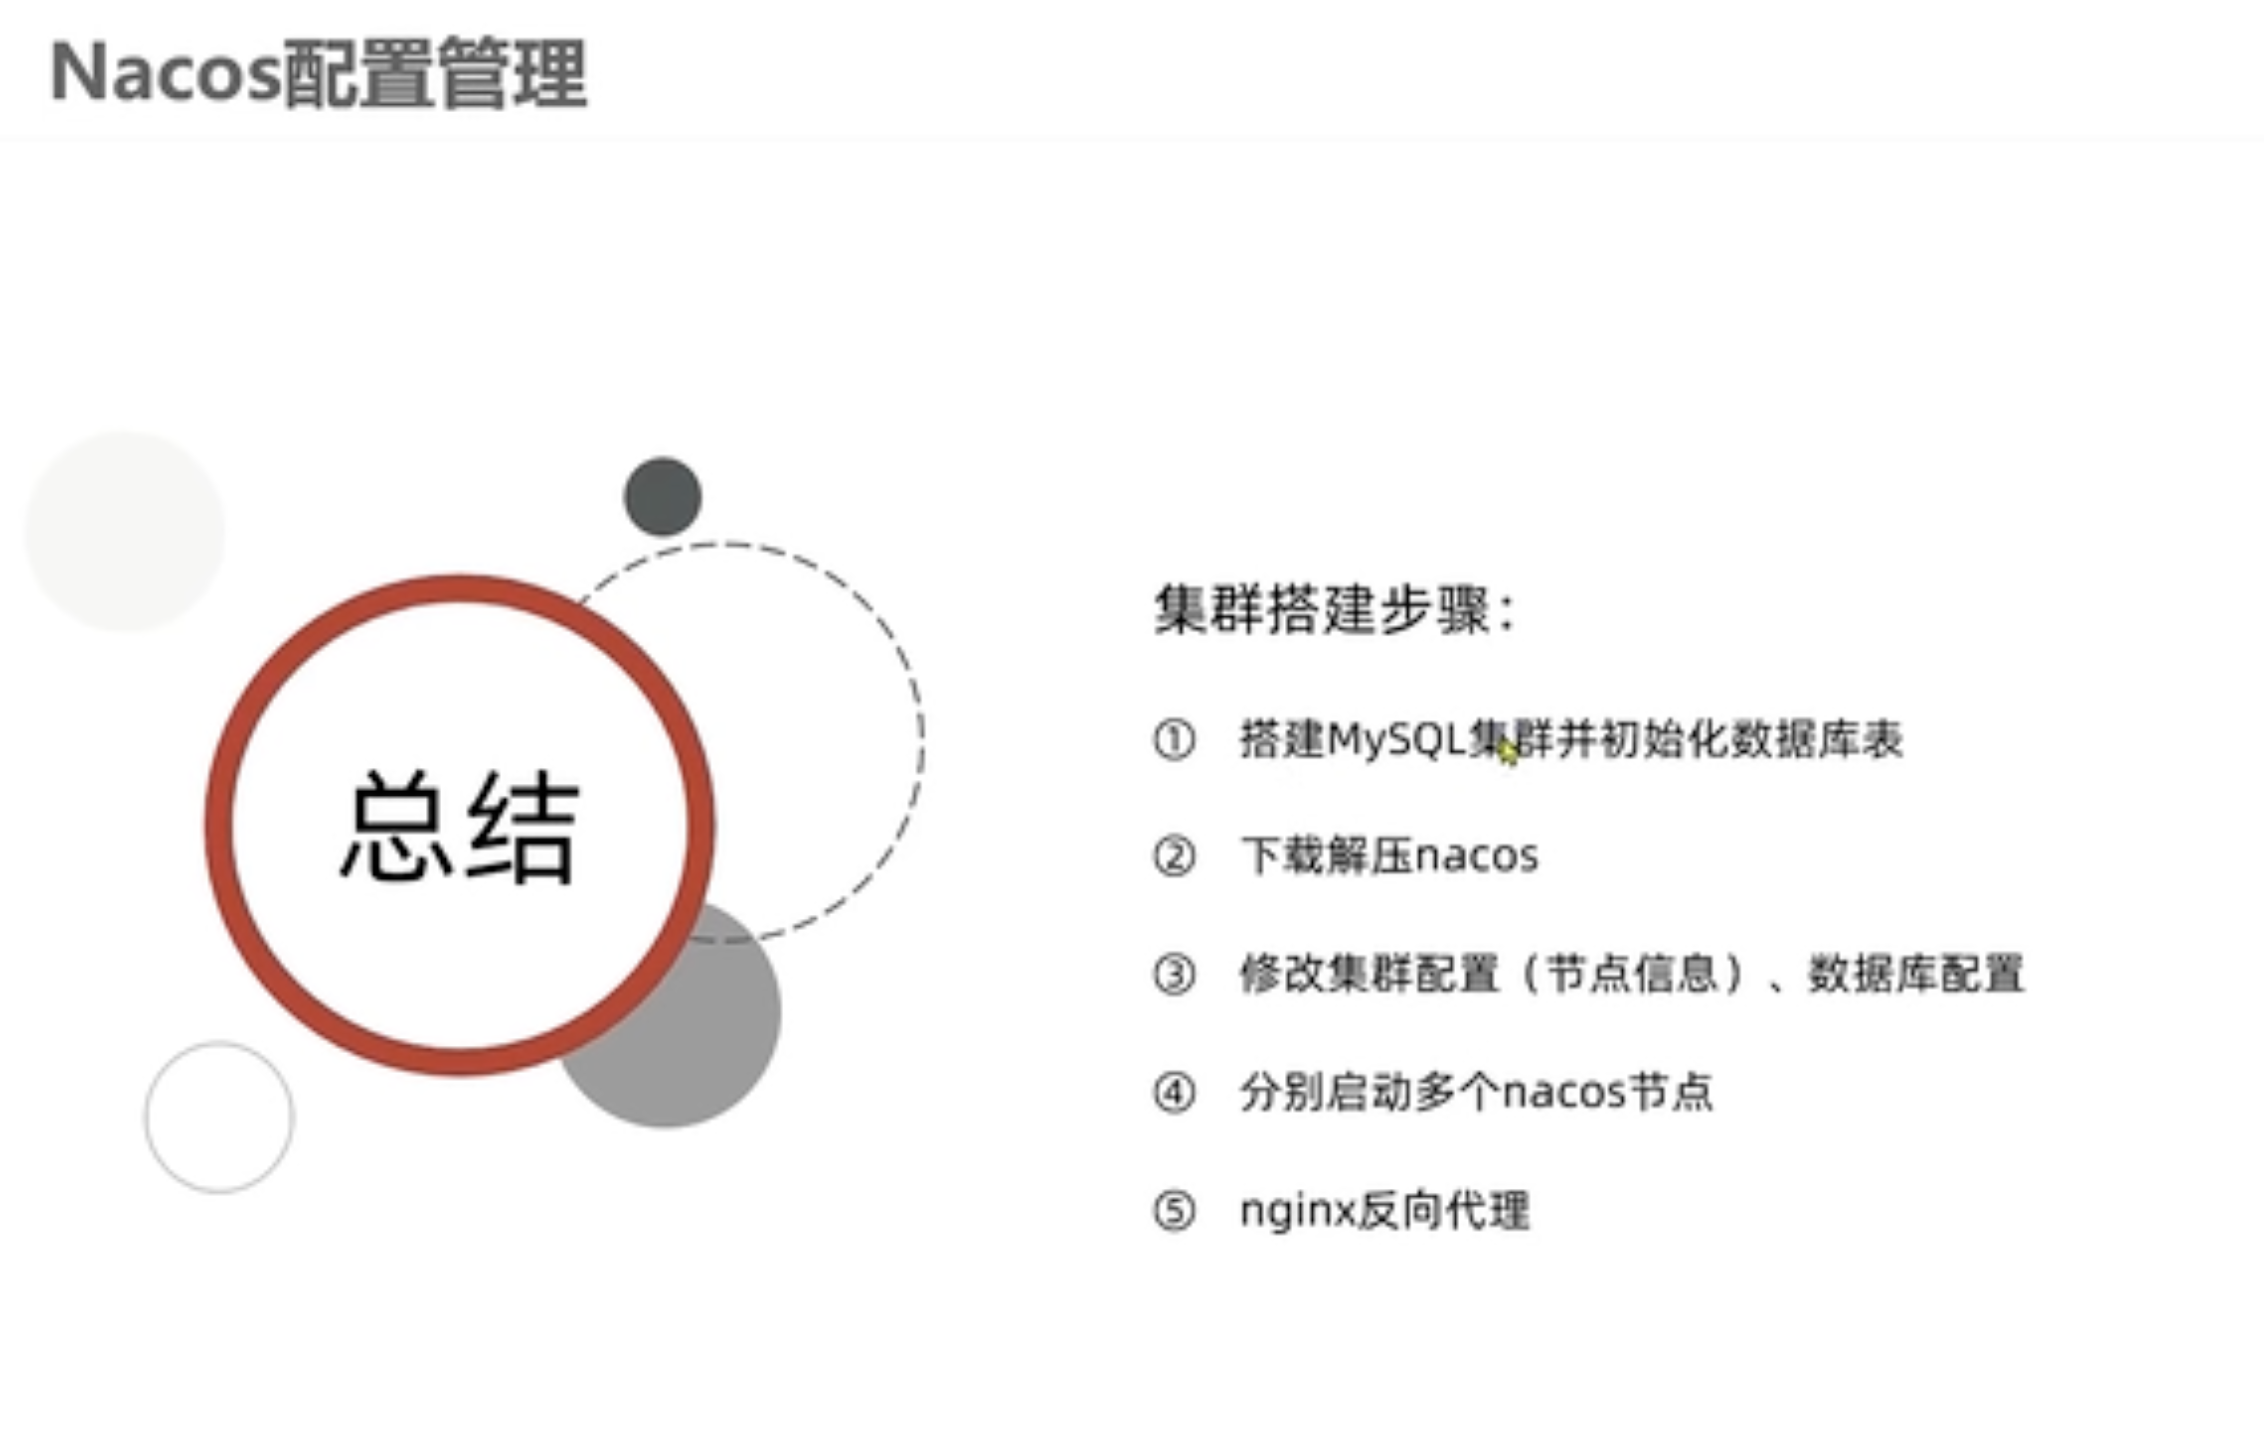 Nacos配置管理
总结
集群搭建步骤：
① 搭建MySQL集群并初始化数据库表
② 下载解压nacos
③ 修改集群配置（节点信息）、数据库配置
④ 分别启动多个nacos节点
⑤ nginx反向代理